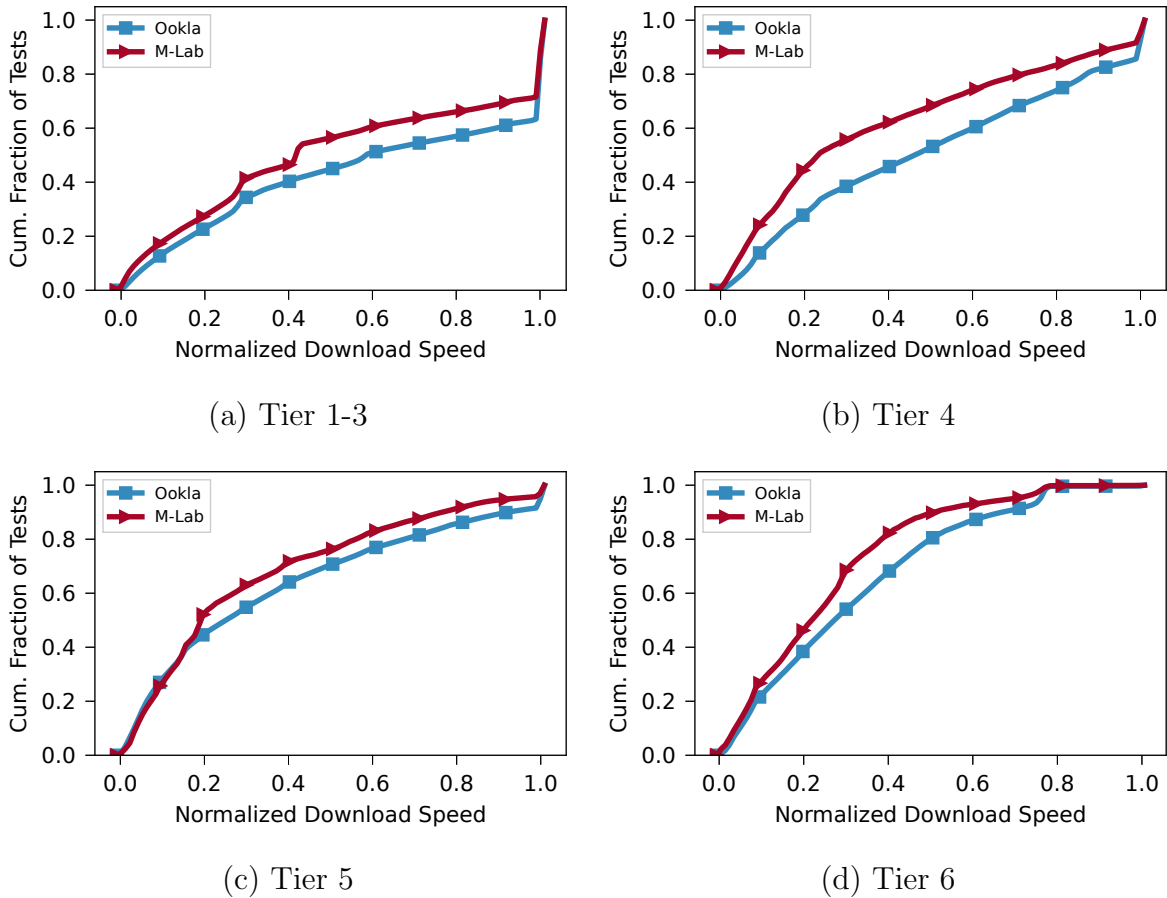 Cum. Fraction of Tests
1.0
0.8
0.6
0.4
0.2
0.0
Ookla
M-Lab
0.0 0.2 0.4 0.6 0.8 1.0
Normalized Download Speed
(a) Tier 1-3
Cum. Fraction of Tests
1.0
0.8
0.6
0.4
0.2
0.0
Ookla
M-Lab
0.0 0.2 0.4 0.6 0.8 1.0
Normalized Download Speed
(b) Tier 4
Cum. Fraction of Tests
1.0
0.8
0.6
0.4
0.2
0.0
Ookla
M-Lab
0.0 0.2 0.4 0.6 0.8 1.0
Normalized Download Speed
(c) Tier 5
Cum. Fraction of Tests
1.0
0.8
0.6
0.4
0.2
0.0
Ookla
M-Lab
0.0 0.2 0.4 0.6 0.8 1.0
Normalized Download Speed
(d) Tier 6